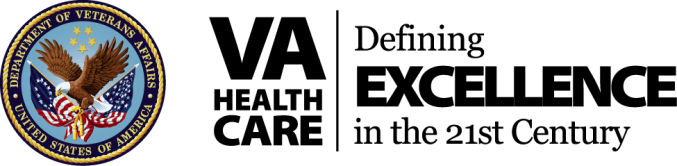 DEPARTMENT OF VETERANS AFFAIRS
UNITED STATES OF AMERICA
VA
HEALTH
CARE
Defining
EXCELLENCE
in the 21st Century